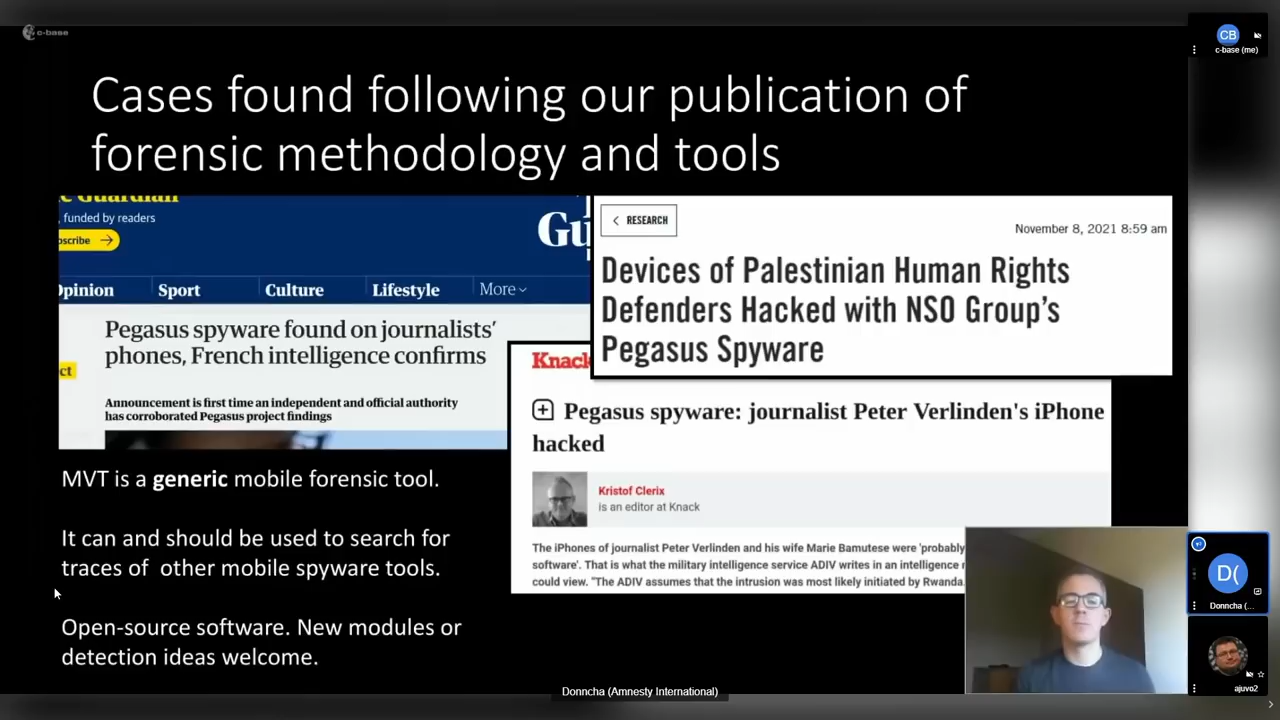 c-base
Cases found following our publication of
forensic methodology and tools
Guardian
, funded by readers
bscribe →
Gu
Opinion
Sport
Culture
Lifestyle
More
ct
Pegasus spyware found on journalists'
phones, French intelligence confirms
Announcement is first time an independent and official authority
has corroborated Pegasus project findings
< RESEARCH
November 8, 2021 8:59 am
Devices of Palestinian Human Rights
Defenders Hacked with NSO Group's
Pegasus Spyware
Knack
Pegasus spyware: journalist Peter Verlinden's iPhone
hacked
Kristof Clerix
is an editor at Knack
The iPhones of journalist Peter Verlinden and his wife Marie Bamutese were 'probably
software'. That is what the military intelligence service ADIV writes in an intelligence r
could view. "The ADIV assumes that the intrusion was most likely initiated by Rwanda.
MVT is a generic mobile forensic tool.
It can and should be used to search for
traces of other mobile spyware tools.
Open-source software. New modules or
detection ideas welcome.
Donncha (Amnesty International)
CB
c-base (me)
D(
Donncha (...
ajuvo2